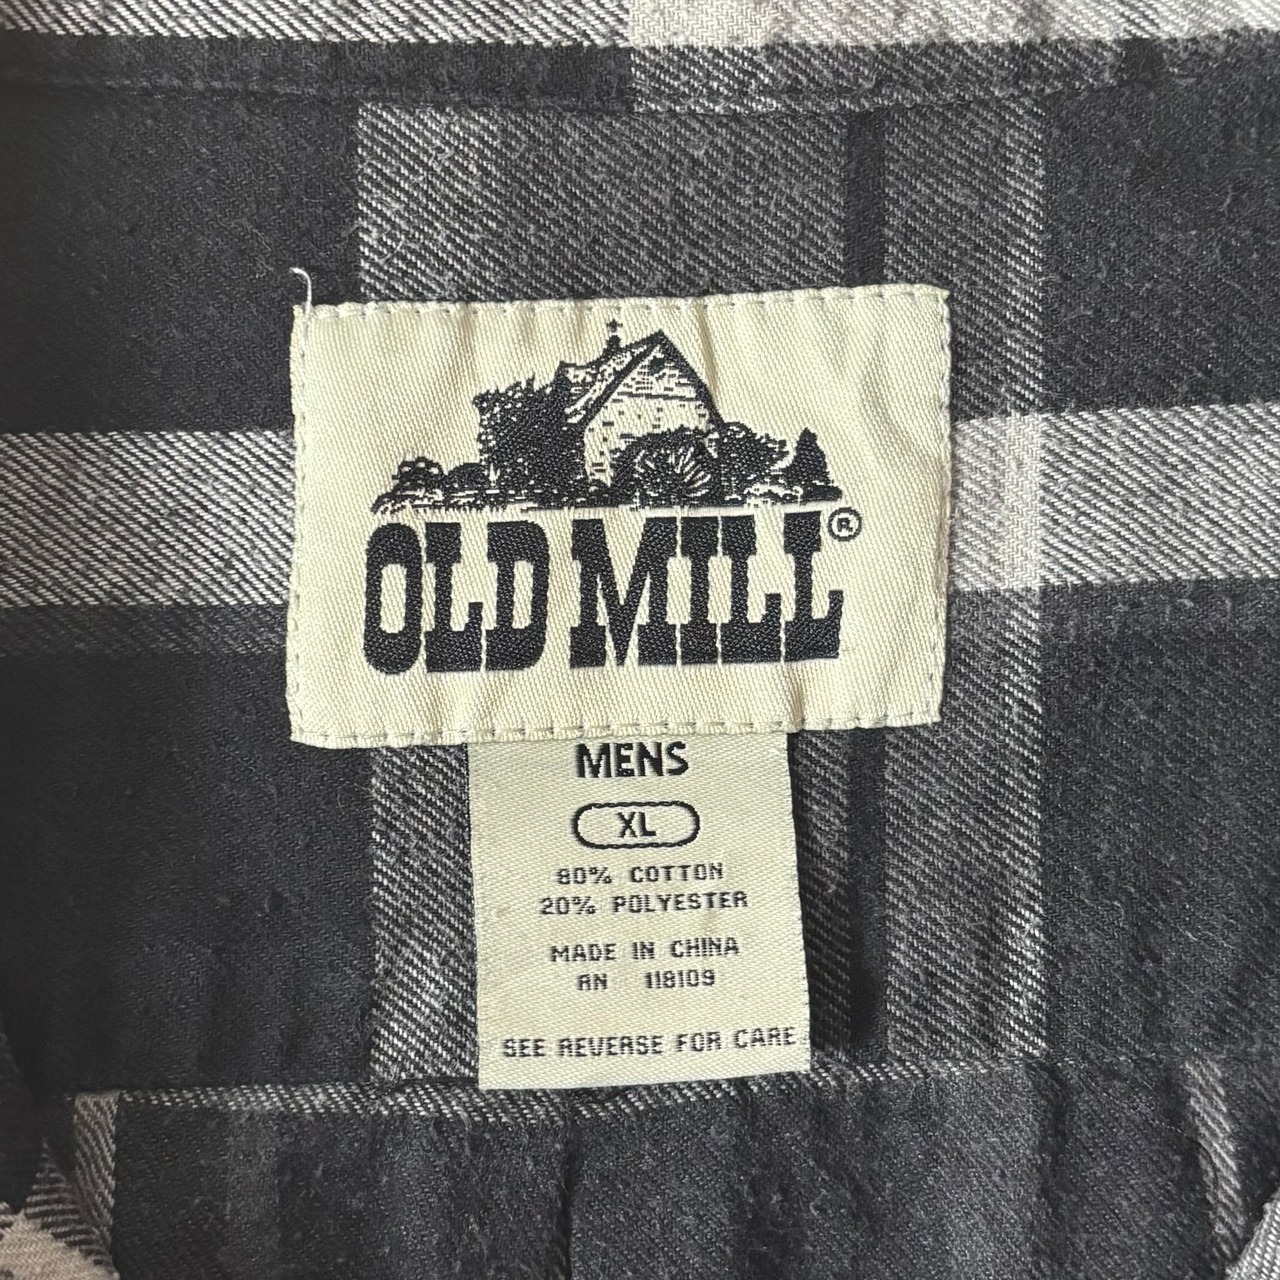 OLD MILL®
MENS
XL
80% COTTON
20% POLYESTER
MADE IN CHINA
RN 118109
SEE REVERSE FOR CARE